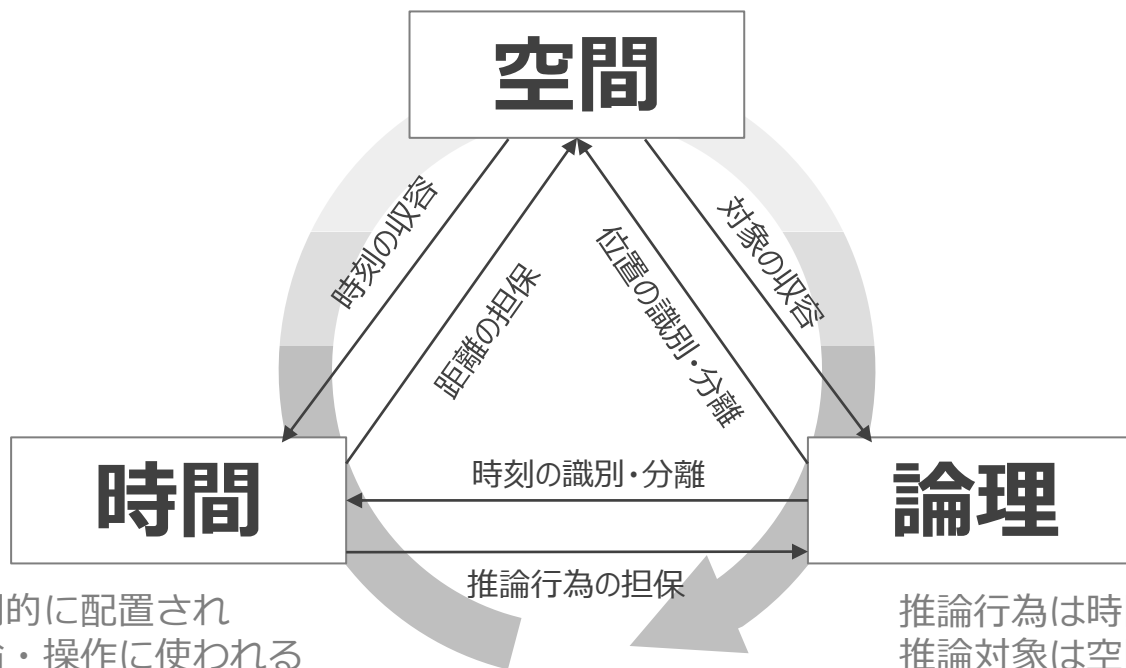 空間
時刻の収容
距離の担保
位置の識別・分離
対象の収容
時間
時刻の識別・分離
論理
推論行為の担保
的に配置され
・操作に使われる
推論行為は時
推論対象は空